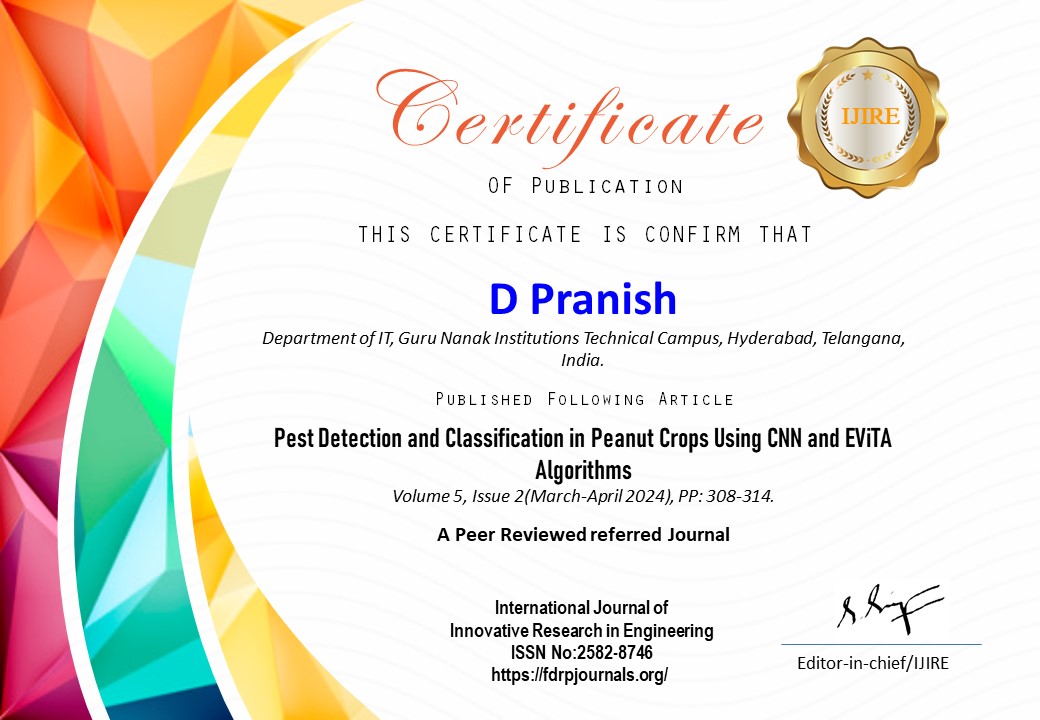 Certificate
IJIRE
OF PUBLICATION
THIS CERTIFICATE IS CONFIRM THAT
D Pranish
Department of IT, Guru Nanak Institutions Technical Campus, Hyderabad, Telangana,
India.
PUBLISHED FOLLOWING ARTICLE
Pest Detection and Classification in Peanut Crops Using CNN and EViTA
Algorithms
Volume 5, Issue 2(March-April 2024), PP: 308-314.
A Peer Reviewed referred Journal
International Journal of
Innovative Research in Engineering
ISSN No:2582-8746
https://fdrpjournals.org/
Editor-in-chief/IJIRE